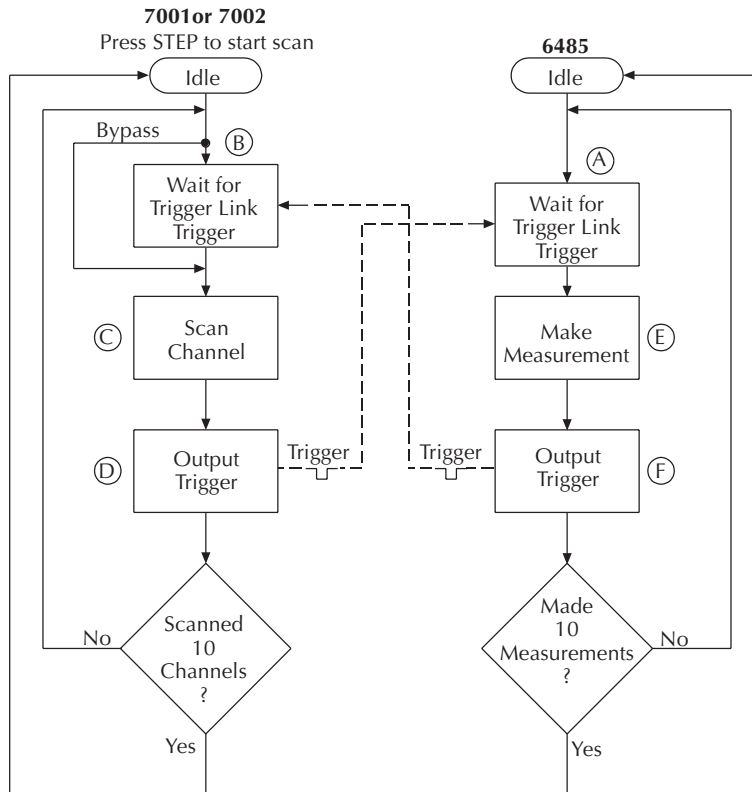 7001or 7002
Press STEP to start scan
Idle
Bypass
B
Wait for
Trigger Link
Trigger
C
Scan
Channel
D
Output
Trigger
Trigger
Scanned
10
Channels
?
No
Yes
6485
Idle
A
Wait for
Trigger Link
Trigger
Make
Measurement
E
Trigger
Output
Trigger
F
Made
10
Measurements
?
No
Yes